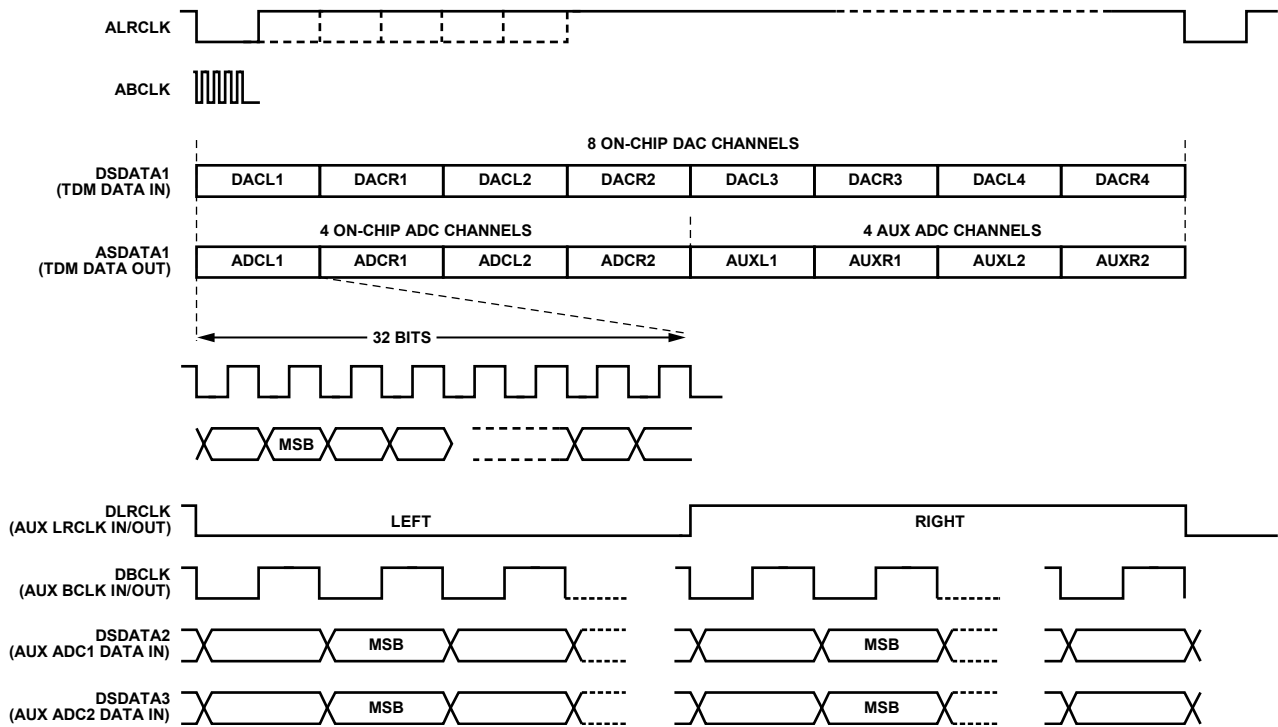 ALRCLK
ABCLK
8 ON-CHIP DAC CHANNELS
DSDATA1
(TDM DATA IN)
DACL1 DACR1 DACL2 DACR2 DACL3 DACR3 DACL4 DACR4
4 ON-CHIP ADC CHANNELS 4 AUX ADC CHANNELS
ASDATA1
(TDM DATA OUT)
ADCL1 ADCR1 ADCL2 ADCR2 AUXL1 AUXR1 AUXL2 AUXR2
32 BITS
MSB
DLRCLK
(AUX LRCLK IN/OUT)
LEFT RIGHT
DBCLK
(AUX BCLK IN/OUT)
DSDATA2
(AUX ADC1 DATA IN)
MSB MSB
DSDATA3
(AUX ADC2 DATA IN)
MSB MSB